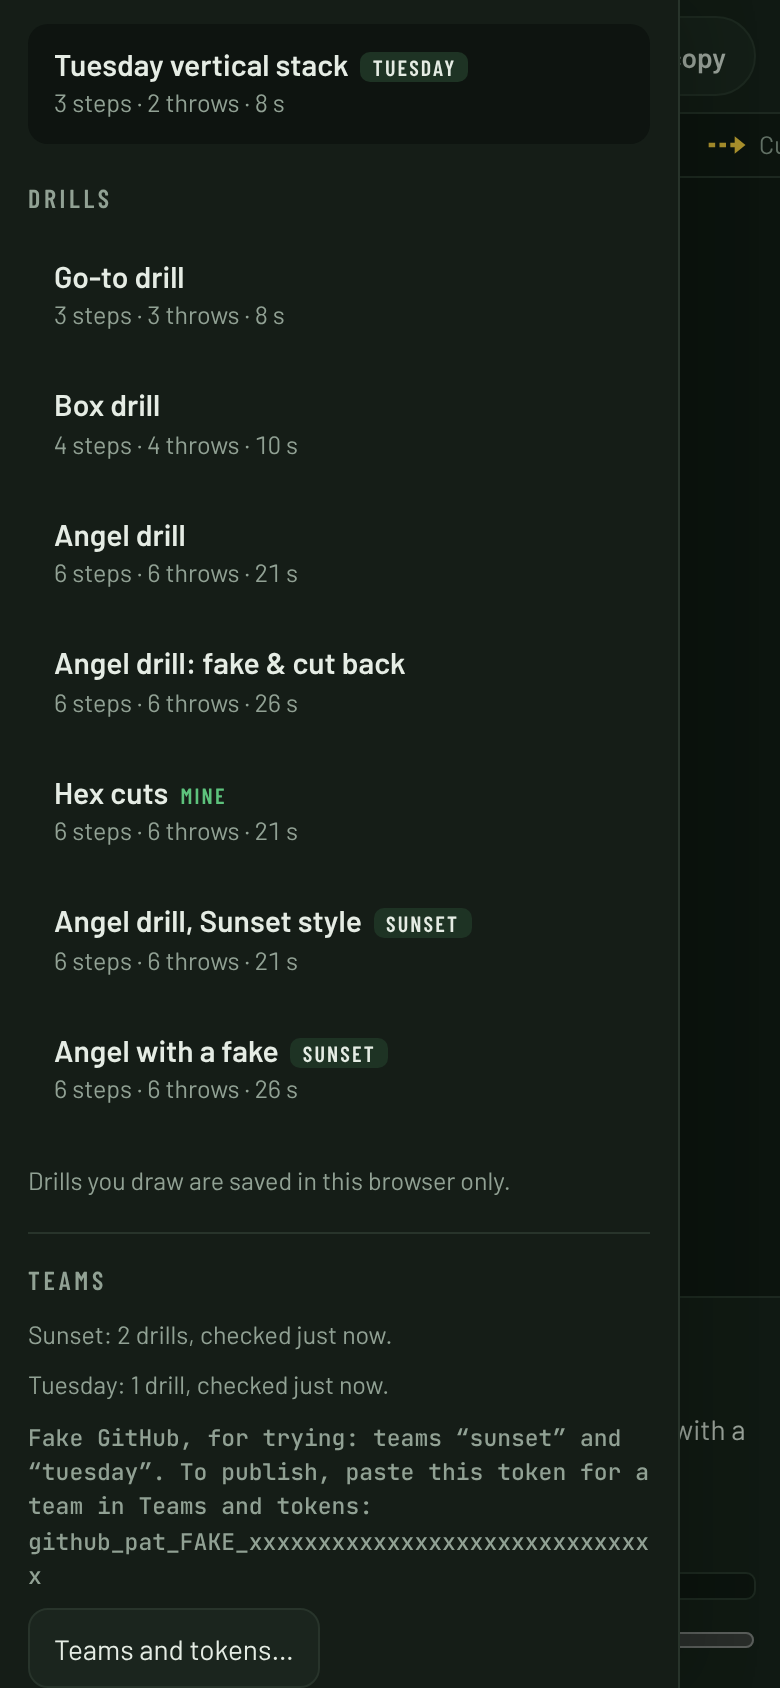 Tuesday vertical stack TUESDAY
opy
3 steps · 2 throws · 8 s
Cu
DRILLS
Go-to drill
3 steps · 3 throws · 8 s
Box drill
4 steps · 4 throws · 10 s
Angel drill
6 steps · 6 throws · 21 s
Angel drill: fake & cut back
6 steps · 6 throws · 26 s
Hex cuts MINE
6 steps · 6 throws · 21 s
Angel drill, Sunset style SUNSET
6 steps · 6 throws · 21 s
Angel with a fake SUNSET
6 steps · 6 throws · 26 s
Drills you draw are saved in this browser only.
TEAMS
Sunset: 2 drills, checked just now.
Tuesday: 1 drill, checked just now.
Fake GitHub, for trying: teams “sunset” and
“tuesday”. To publish, paste this token for a
team in Teams and tokens:
github_pat_FAKE_xxxxxxxxxxxxxxxxxxxxxxxxxxxxx
x
with a
Teams and tokens...